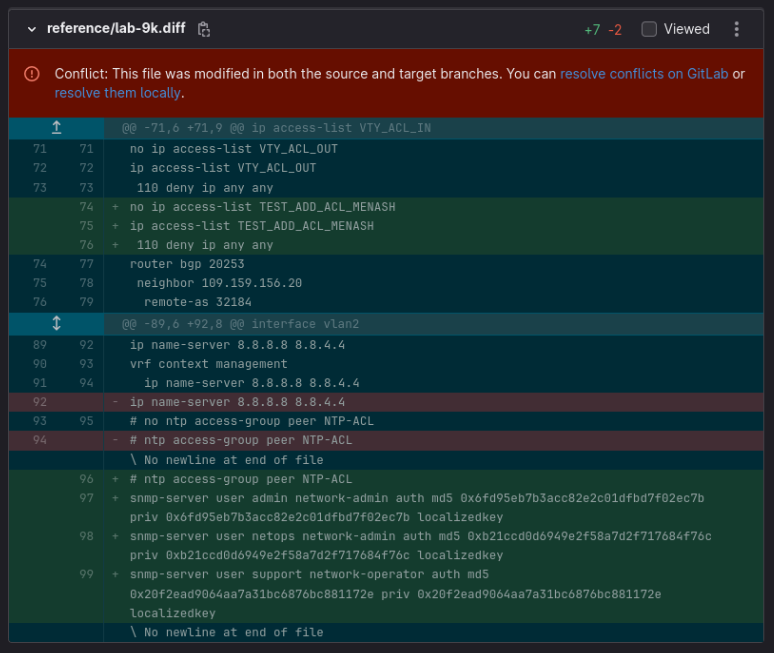 reference/lab-9k.diff
+7 -2
Viewed
Conflict: This file was modified in both the source and target branches. You can resolve conflicts on GitLab or
resolve them locally.
@@ -71,6 +71,9 @@ ip access-list VTY_ACL_IN
71 71 no ip access-list VTY_ACL_OUT
72 72 ip access-list VTY_ACL_OUT
73 73 110 deny ip any any
74 + no ip access-list TEST_ADD_ACL_MENASH
75 + ip access-list TEST_ADD_ACL_MENASH
76 + 110 deny ip any any
74 77 router bgp 20253
75 78 neighbor 109.159.156.20
76 79 remote-as 32184
@@ -89,6 +92,8 @@ interface vlan2
89 92 ip name-server 8.8.8.8 8.8.4.4
90 93 vrf context management
91 94 ip name-server 8.8.8.8 8.8.4.4
92 - ip name-server 8.8.8.8 8.8.4.4
93 95 # no ntp access-group peer NTP-ACL
94 - # ntp access-group peer NTP-ACL
\ No newline at end of file
96 + # ntp access-group peer NTP-ACL
97 + snmp-server user admin network-admin auth md5 0x6fd95eb7b3acc82e2c01dfbd7f02ec7b
priv 0x6fd95eb7b3acc82e2c01dfbd7f02ec7b localizedkey
98 + snmp-server user netops network-admin auth md5 0xb21ccd0d6949e2f58a7d2f717684f76c
priv 0xb21ccd0d6949e2f58a7d2f717684f76c localizedkey
99 + snmp-server user support network-operator auth md5
0x20f2ead9064aa7a31bc6876bc881172e priv 0x20f2ead9064aa7a31bc6876bc881172e
localizedkey
\ No newline at end of file